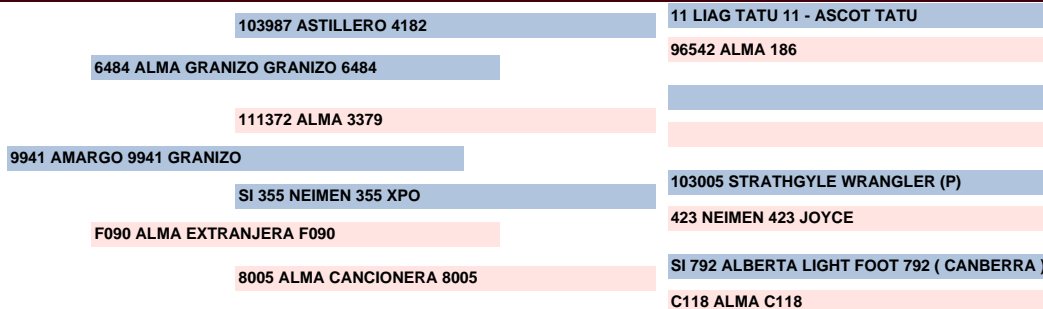 11 LIAG TATU 11 - ASCOT TATU
103987 ASTILLERO 4182
96542 ALMA 186
6484 ALMA GRANIZO GRANIZO 6484
111372 ALMA 3379
9941 AMARGO 9941 GRANIZO
103005 STRATHGYLE WRANGLER (P)
SI 355 NEIMEN 355 XPO
423 NEIMEN 423 JOYCE
F090 ALMA EXTRANJERA F090
SI 792 ALBERTA LIGHT FOOT 792 ( CANBERRA )
8005 ALMA CANCIONERA 8005
C118 ALMA C118